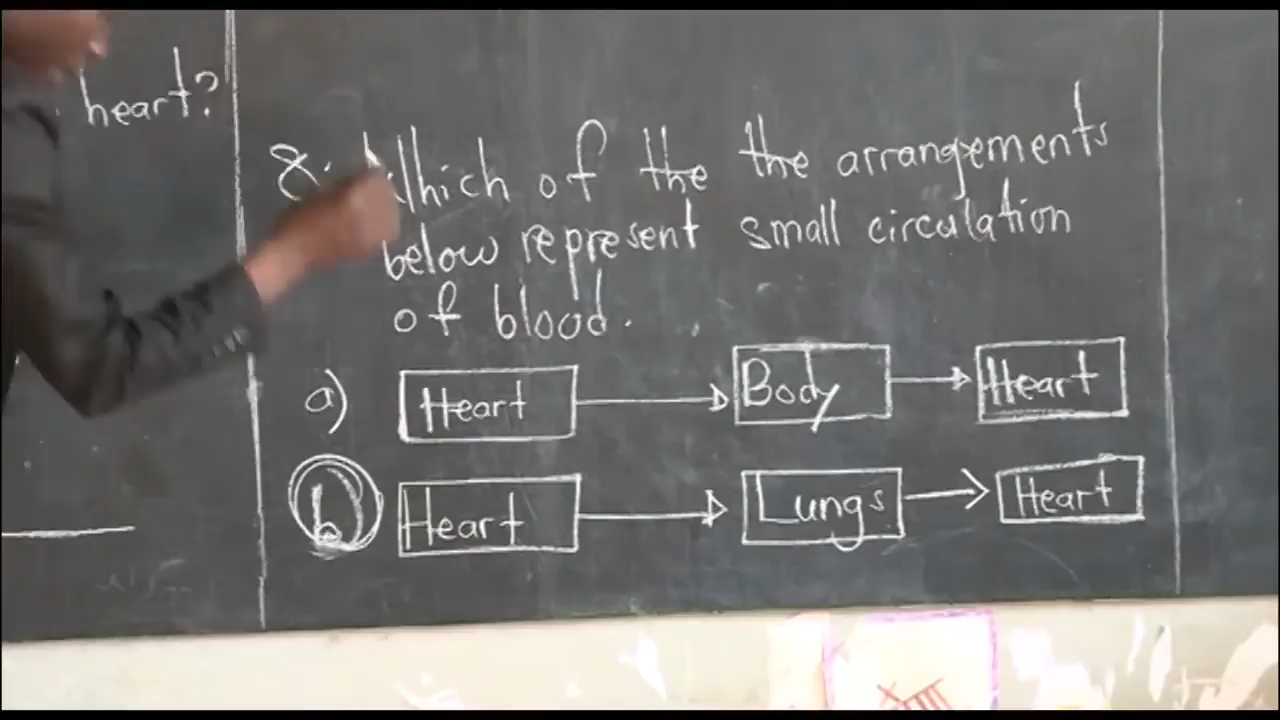 heart?
8. Which of the the arrangements
below represent small circulation
of blood.
a) Heart Body Heart
b Heart Lungs Heart